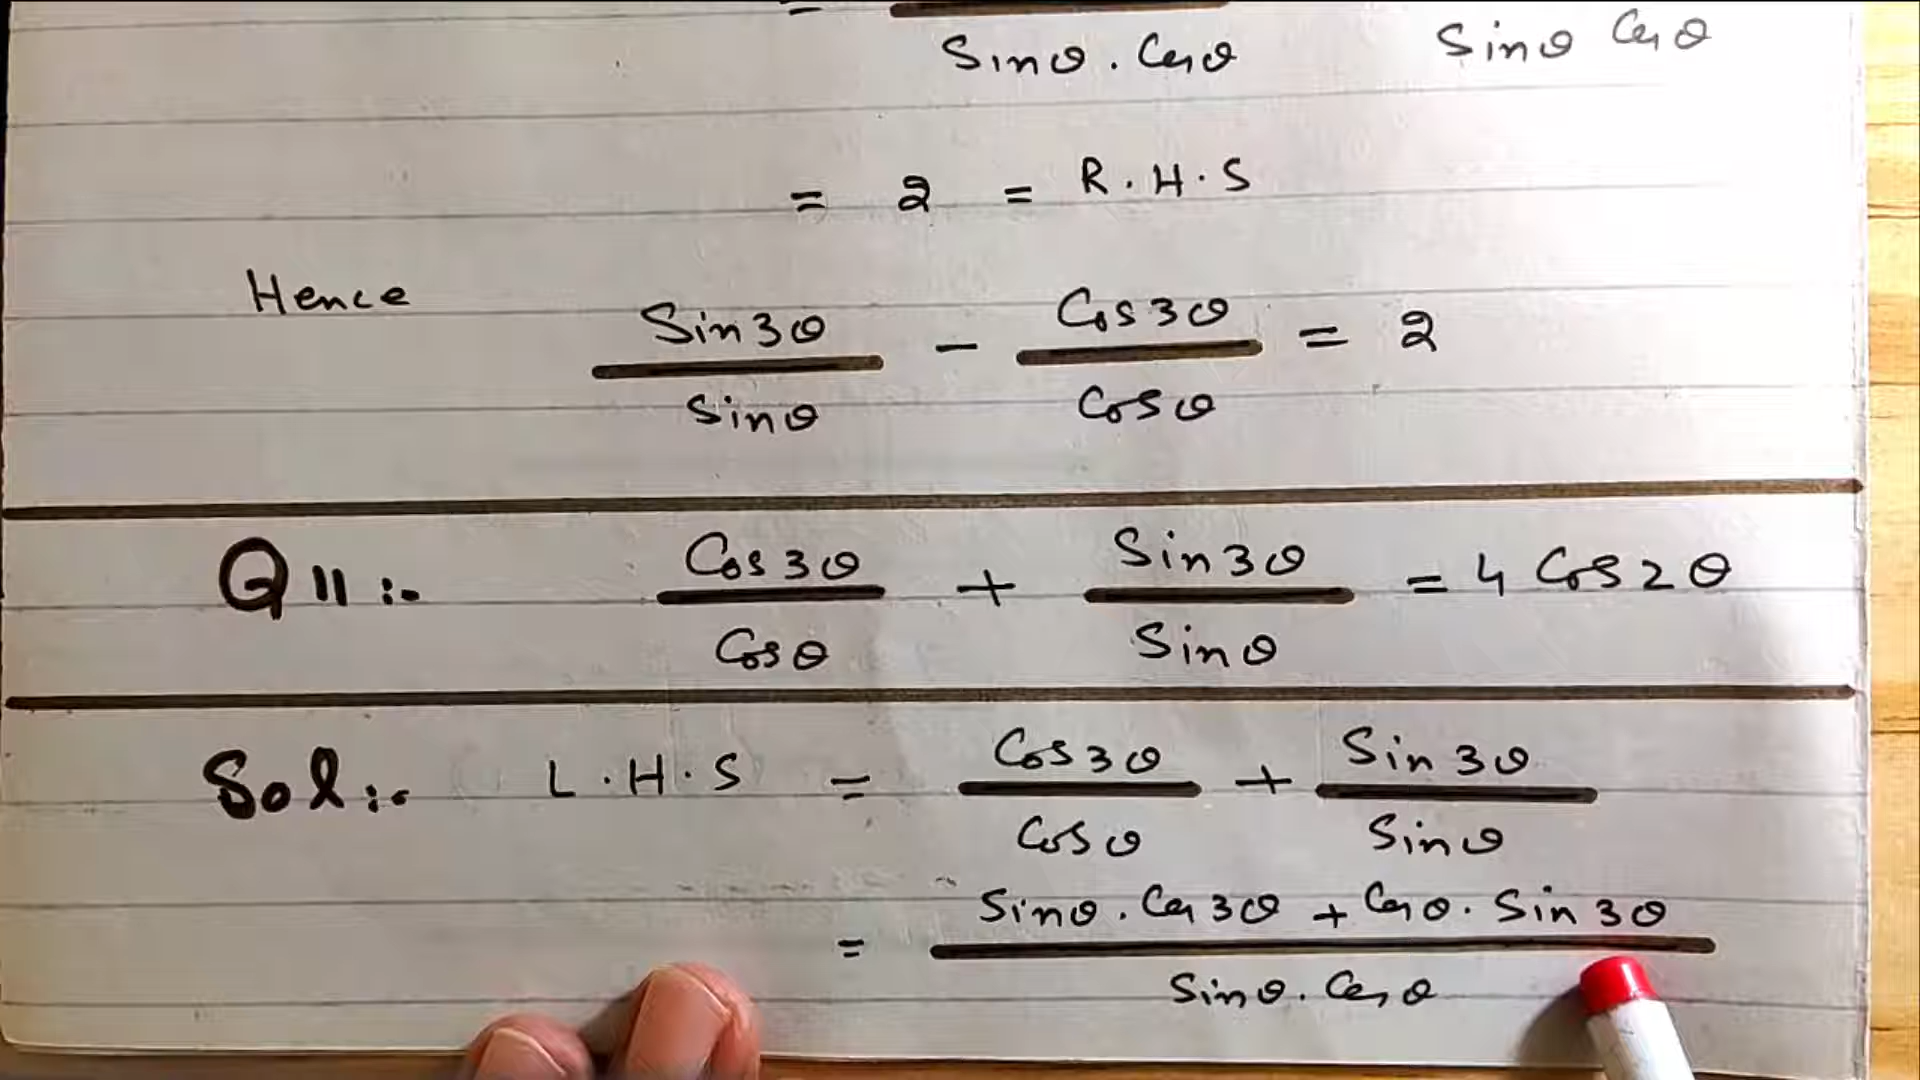 = Sinθ . Cosθ Sinθ Cosθ
= 2 = R.H.S
Hence Sin3θ / Sinθ − Cos3θ / Cosθ = 2
Q11:- Cos3θ / Cosθ + Sin3θ / Sinθ = 4 Cos2θ
Sol:- L.H.S = Cos3θ / Cosθ + Sin3θ / Sinθ
= Sinθ . Cos3θ + Cosθ . Sin3θ / Sinθ . Cosθ